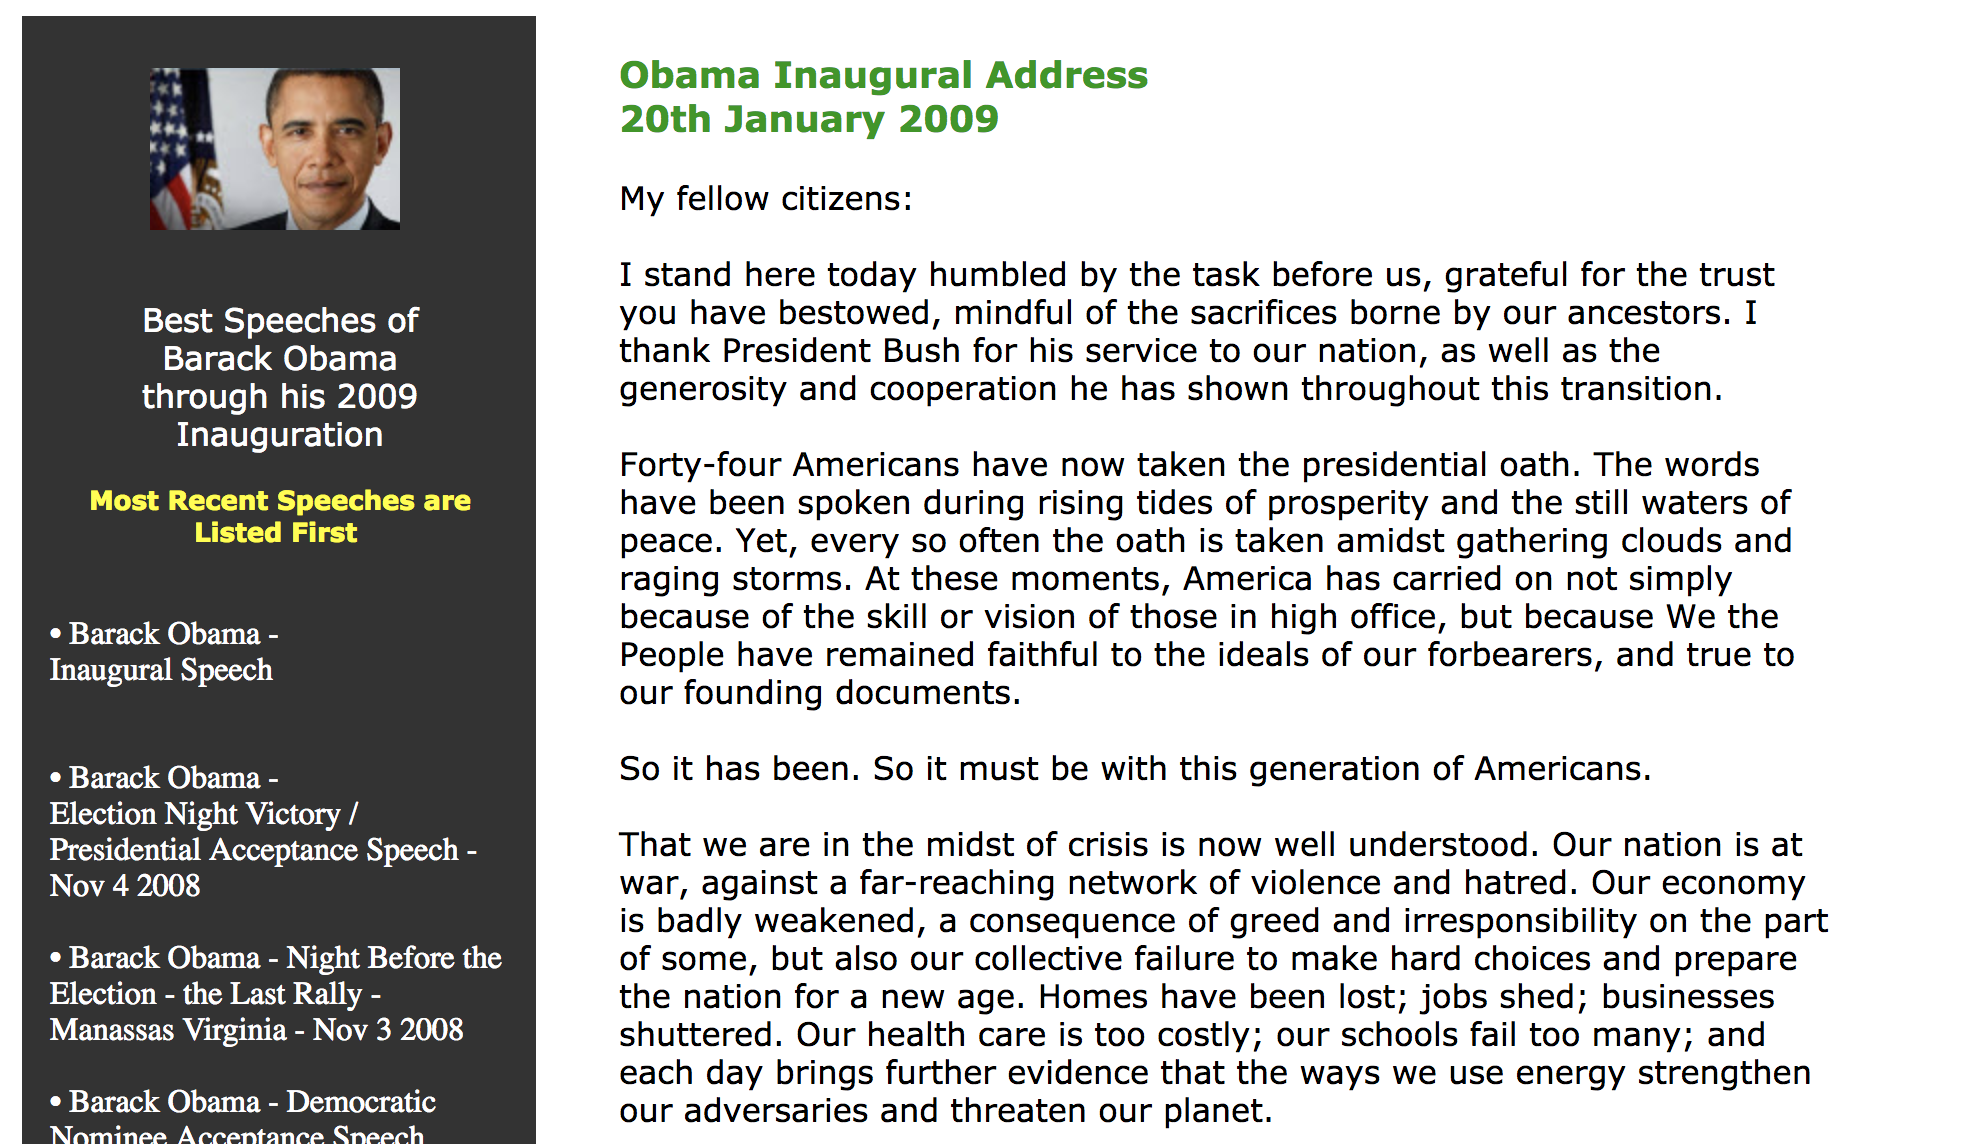 Best Speeches of
Barack Obama
through his 2009
Inauguration
Most Recent Speeches are
Listed First
• Barack Obama -
Inaugural Speech
• Barack Obama -
Election Night Victory /
Presidential Acceptance Speech -
Nov 4 2008
• Barack Obama - Night Before the
Election - the Last Rally -
Manassas Virginia - Nov 3 2008
• Barack Obama - Democratic
Nominee Acceptance Speech
Obama Inaugural Address
20th January 2009
My fellow citizens:
I stand here today humbled by the task before us, grateful for the trust
you have bestowed, mindful of the sacrifices borne by our ancestors. I
thank President Bush for his service to our nation, as well as the
generosity and cooperation he has shown throughout this transition.
Forty-four Americans have now taken the presidential oath. The words
have been spoken during rising tides of prosperity and the still waters of
peace. Yet, every so often the oath is taken amidst gathering clouds and
raging storms. At these moments, America has carried on not simply
because of the skill or vision of those in high office, but because We the
People have remained faithful to the ideals of our forbearers, and true to
our founding documents.
So it has been. So it must be with this generation of Americans.
That we are in the midst of crisis is now well understood. Our nation is at
war, against a far-reaching network of violence and hatred. Our economy
is badly weakened, a consequence of greed and irresponsibility on the part
of some, but also our collective failure to make hard choices and prepare
the nation for a new age. Homes have been lost; jobs shed; businesses
shuttered. Our health care is too costly; our schools fail too many; and
each day brings further evidence that the ways we use energy strengthen
our adversaries and threaten our planet.